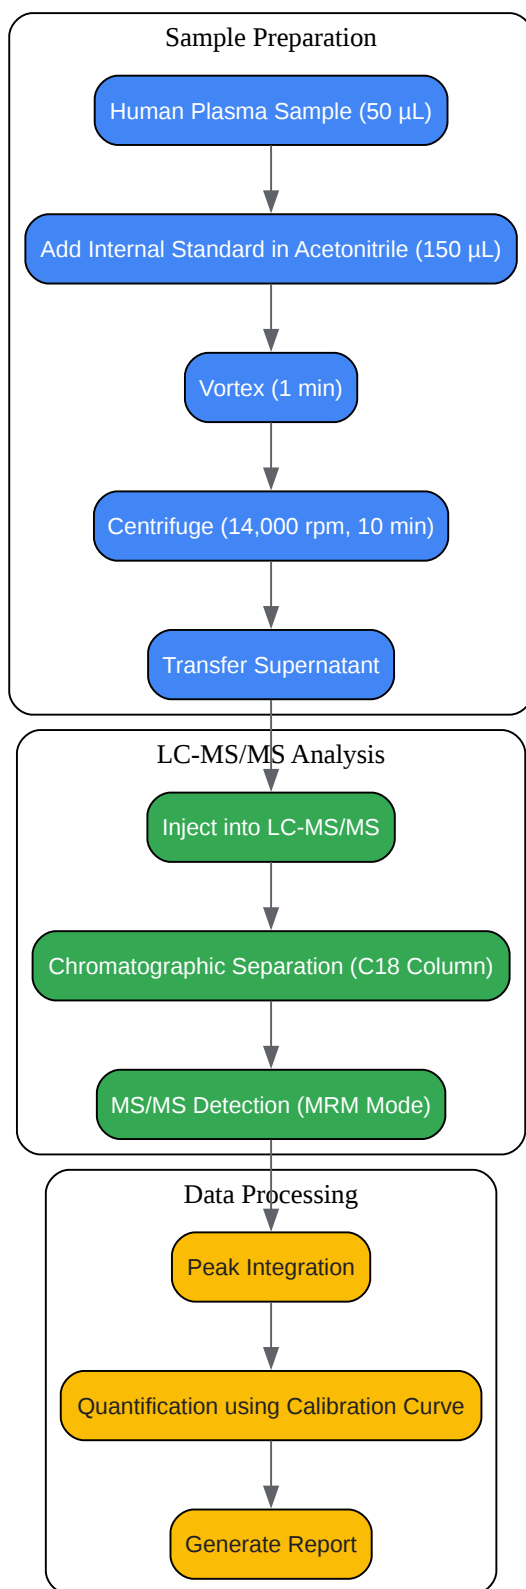 Sample Preparation
Human Plasma Sample (50 µL)
Add Internal Standard in Acetonitrile (150 µL)
Vortex (1 min)
Centrifuge (14,000 rpm, 10 min)
Transfer Supernatant
LC-MS/MS Analysis
Inject into LC-MS/MS
Chromatographic Separation (C18 Column)
MS/MS Detection (MRM Mode)
Data Processing
Peak Integration
Quantification using Calibration Curve
Generate Report